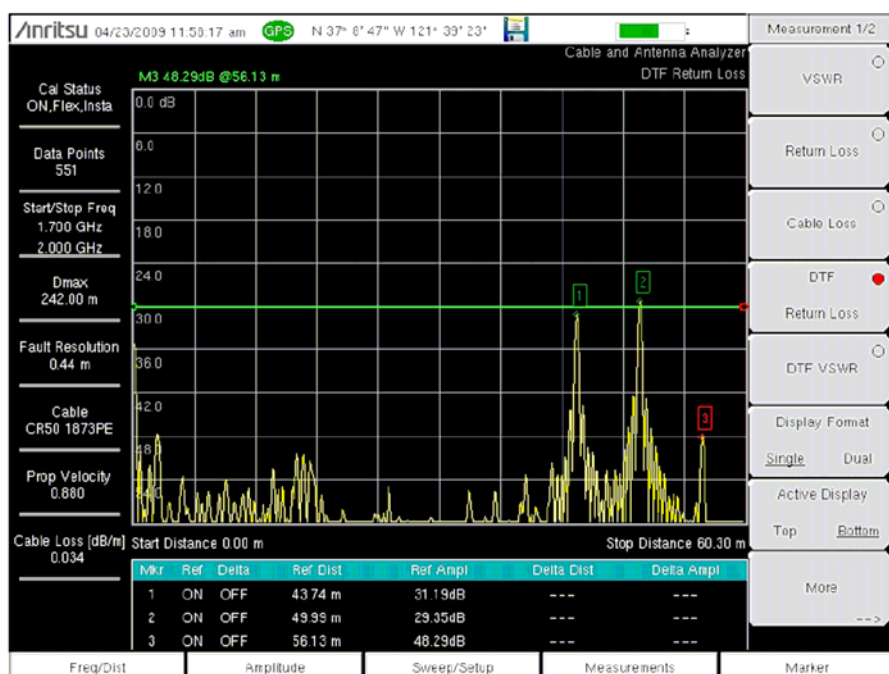 Anritsu 04/23/2009 11:58:17 am GPS N 37° 8' 47" W 121° 39' 23"
Measurement 1/2
Cable and Antenna Analyzer
M3 48.29dB @56.13 m
DTF Return Loss
Cal Status
ON,Flex,Insta
Data Points
551
Start/Stop Freq
1.700 GHz
2.000 GHz
Dmax
242.00 m
Fault Resolution
0.44 m
Cable
CR50 1873PE
Prop Velocity
0.880
Cable Loss [dB/m]
0.034
0.0 dB
6.0
12.0
18.0
24.0
30.0
36.0
42.0
48
1
2
3
Start Distance 0.00 m
Stop Distance 60.30 m
Mkr Ref Delta Ref Dist Ref Ampl Delta Dist Delta Ampl
1 ON OFF 43.74 m 31.19dB --- ---
2 ON OFF 49.99 m 29.35dB --- ---
3 ON OFF 56.13 m 48.29dB --- ---
VSWR
Return Loss
Cable Loss
DTF
Return Loss
DTF VSWR
Display Format
Single Dual
Active Display
Top Bottom
More
-->
Freq/Dist Amplitude Sweep/Setup Measurements Marker